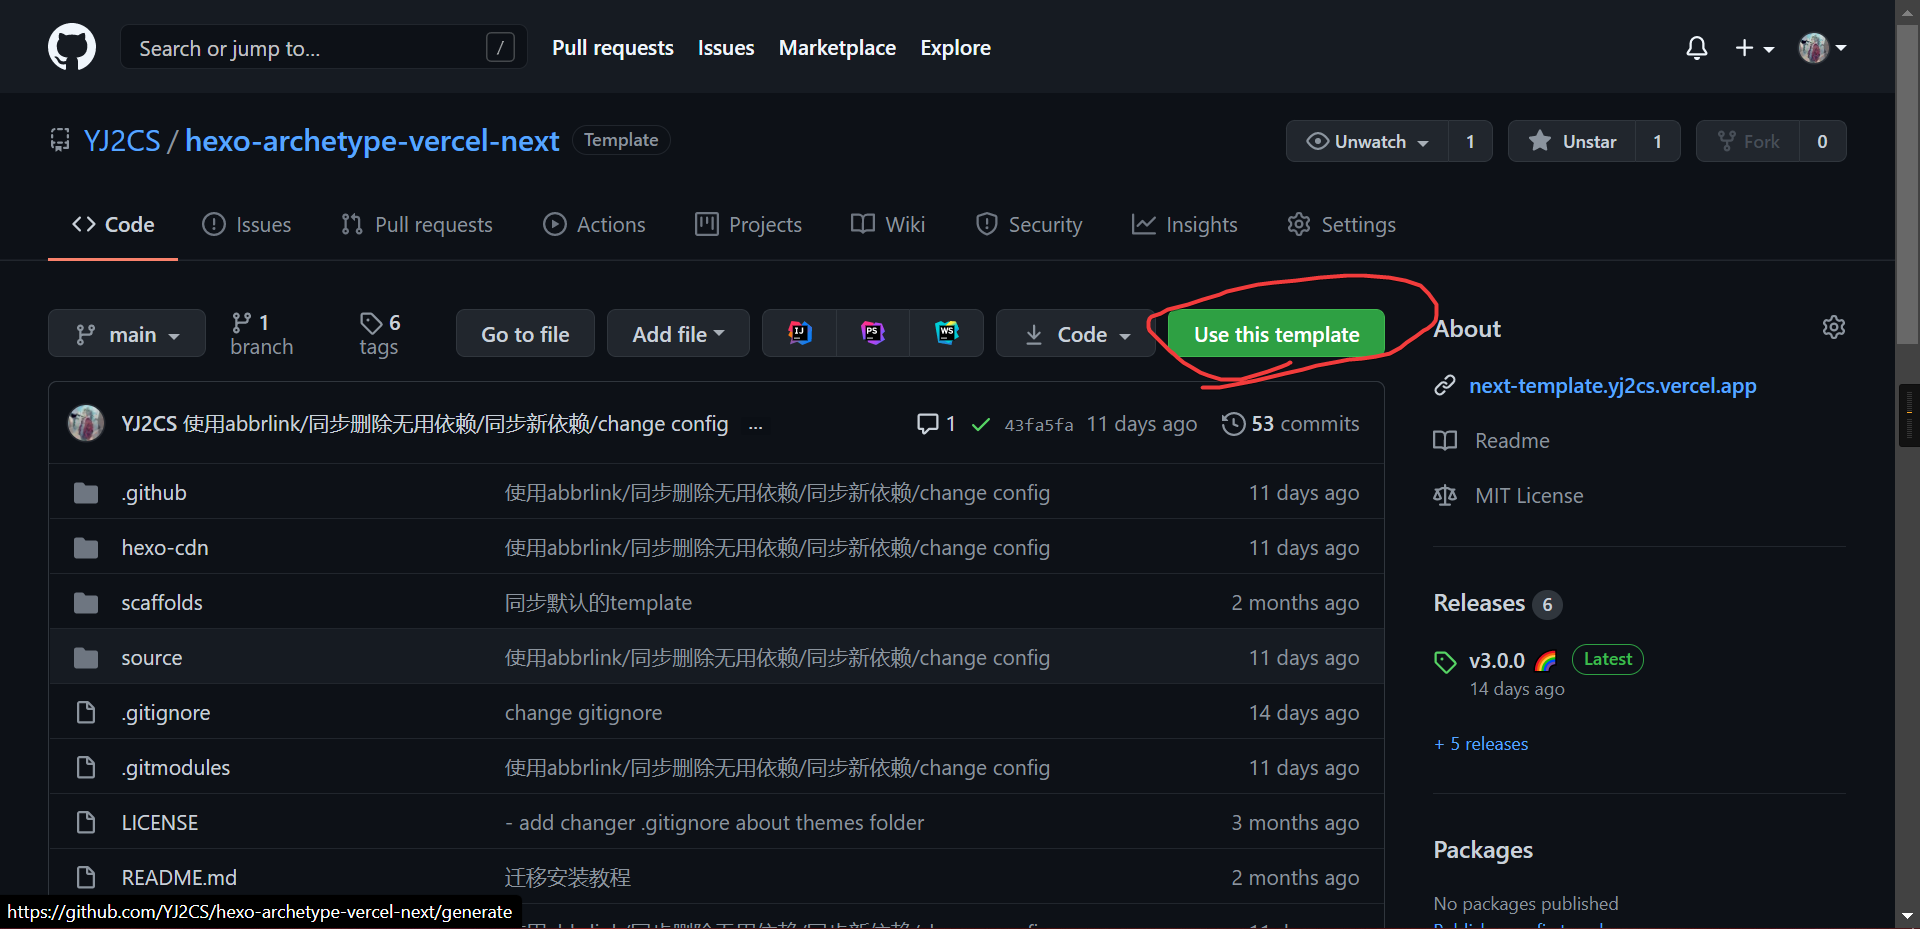 Search or jump to... /
Pull requests Issues Marketplace Explore
YJ2CS / hexo-archetype-vercel-next Template
Unwatch 1 Unstar 1 Fork 0
Code Issues Pull requests Actions Projects Wiki Security Insights Settings
main 1 branch 6 tags Go to file Add file IJ PS WS Code Use this template
YJ2CS 使用abbrlink/同步删除无用依赖/同步新依赖/change config ... 1 43fa5fa 11 days ago 53 commits
.github 使用abbrlink/同步删除无用依赖/同步新依赖/change config 11 days ago
hexo-cdn 使用abbrlink/同步删除无用依赖/同步新依赖/change config 11 days ago
scaffolds 同步默认的template 2 months ago
source 使用abbrlink/同步删除无用依赖/同步新依赖/change config 11 days ago
.gitignore change gitignore 14 days ago
.gitmodules 使用abbrlink/同步删除无用依赖/同步新依赖/change config 11 days ago
LICENSE - add changer .gitignore about themes folder 3 months ago
README.md 迁移安装教程 2 months ago
https://github.com/YJ2CS/hexo-archetype-vercel-next/generate
About
next-template.yj2cs.vercel.app
Readme
MIT License
Releases 6
v3.0.0 🌈 Latest
14 days ago
+ 5 releases
Packages
No packages published